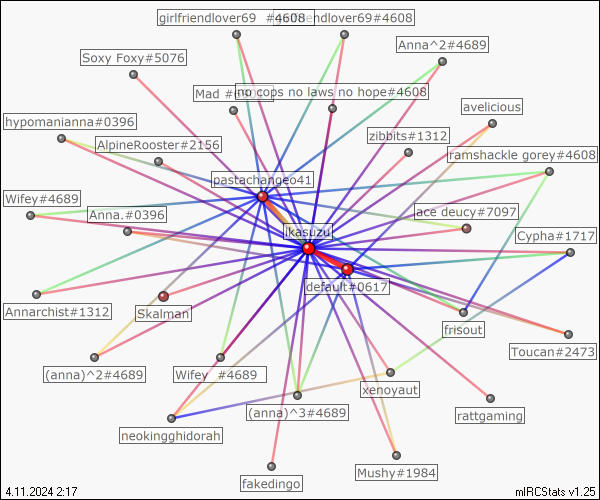 girlfriendlover69 #4608
endlover69#4608
Anna^2#4689
Soxy Foxy#5076
Mad
no cops no laws no hope#4608
avelicious
hypomanianna#0396
zibbits#1312
AlpineRooster#2156
ramshackle gorey#4608
pastachangeo41
Wifey#4689
Anna.#0396
ace deucy#7097
ikasuzu
Cypha#1717
default#0617
Annarchist#1312
Skalman
frisout
Toucan#2473
(anna)^2#4689
Wifey #4689
xenoyaut
(anna)^3#4689
rattgaming
neokingghidorah
Mushy#1984
fakedingo
4.11.2024 2:17
mIRCStats v1.25